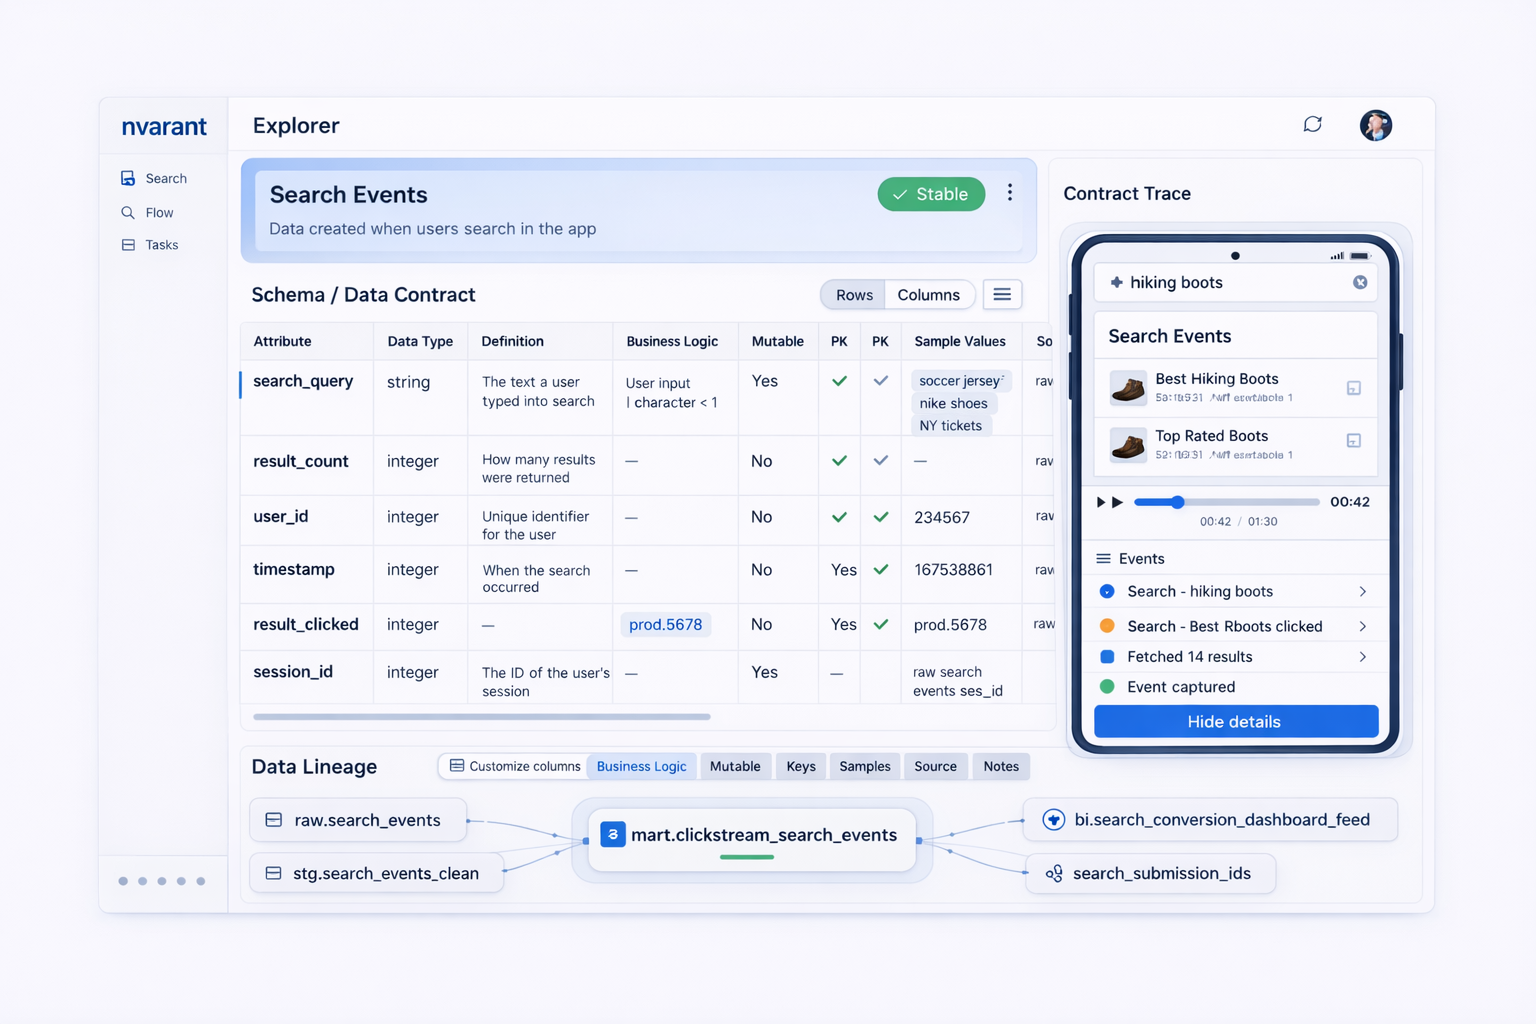 nvarant
Explorer
Search
Flow
Tasks
Search Events
Stable
Data created when users search in the app
Schema / Data Contract
Rows
Columns
Attribute
Data Type
Definition
Business Logic
Mutable
PK
PK
Sample Values
So
search_query
string
The text a user
typed into search
User input
| character < 1
Yes
soccer jersey
nike shoes
NY tickets
raw
result_count
integer
How many results
were returned
—
No
—
raw
user_id
integer
Unique identifier
for the user
—
No
234567
raw
timestamp
integer
When the search
occurred
—
No
Yes
167538861
raw
result_clicked
integer
—
prod.5678
No
Yes
prod.5678
raw
session_id
integer
The ID of the user's
session
—
Yes
—
raw search
events ses_id
Contract Trace
hiking boots
Search Events
Best Hiking Boots
Top Rated Boots
00:42
00:42 / 01:30
Events
Search - hiking boots
Search - Best Rboots clicked
Fetched 14 results
Event captured
Hide details
Data Lineage
Customize columns
Business Logic
Mutable
Keys
Samples
Source
Notes
raw.search_events
stg.search_events_clean
mart.clickstream_search_events
bi.search_conversion_dashboard_feed
search_submission_ids